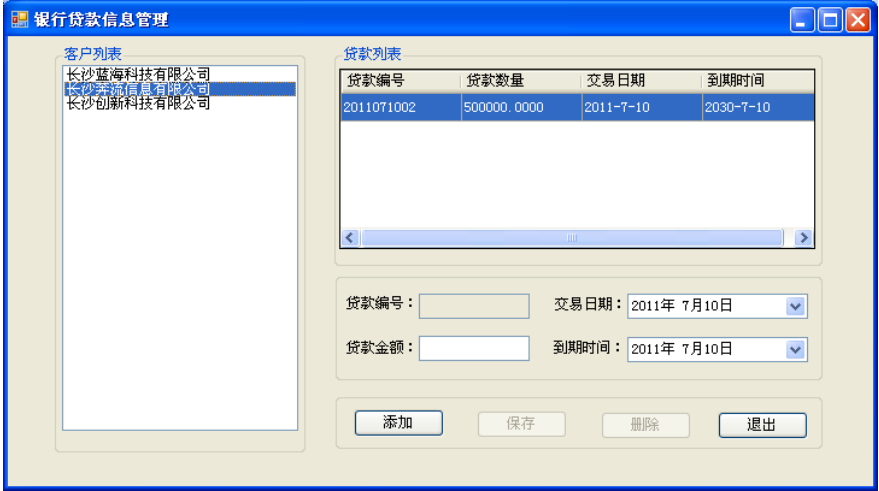 银行贷款信息管理
客户列表
长沙蓝海科技有限公司
长沙奔流信息有限公司
长沙创新科技有限公司
贷款列表
贷款编号 贷款数量 交易日期 到期时间
2011071002 500000.0000 2011-7-10 2030-7-10
贷款编号： 交易日期： 2011年 7月10日
贷款金额： 到期时间： 2011年 7月10日
添加 保存 删除 退出